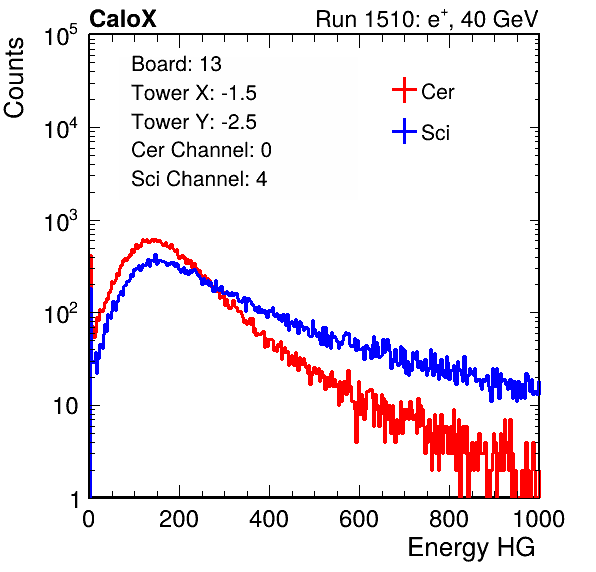 CaloX Run 1510: e⁺, 40 GeV
Counts
Board: 13
Tower X: -1.5
Tower Y: -2.5
Cer Channel: 0
Sci Channel: 4
Cer
Sci
10⁵
10⁴
10³
10²
10
1
0 200 400 600 800 1000
Energy HG